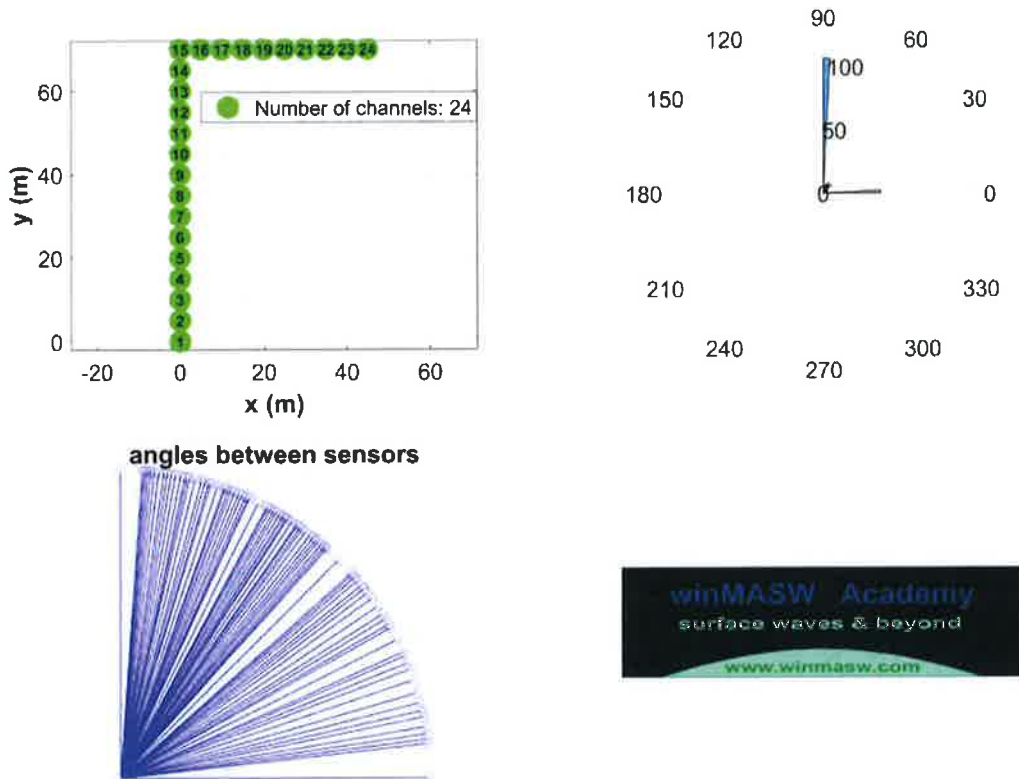 15 16 17 18 19 20 21 22 23 24
14
13
12
11
10
9
8
7
6
5
4
3
2
1
Number of channels: 24
60
40
20
0
y (m)
-20 0 20 40 60
x (m)
90
120 60
100
150 30
50
180 0 0
210 330
240 300
270
angles between sensors
winMASW Academy
surface waves & beyond
www.winmasw.com